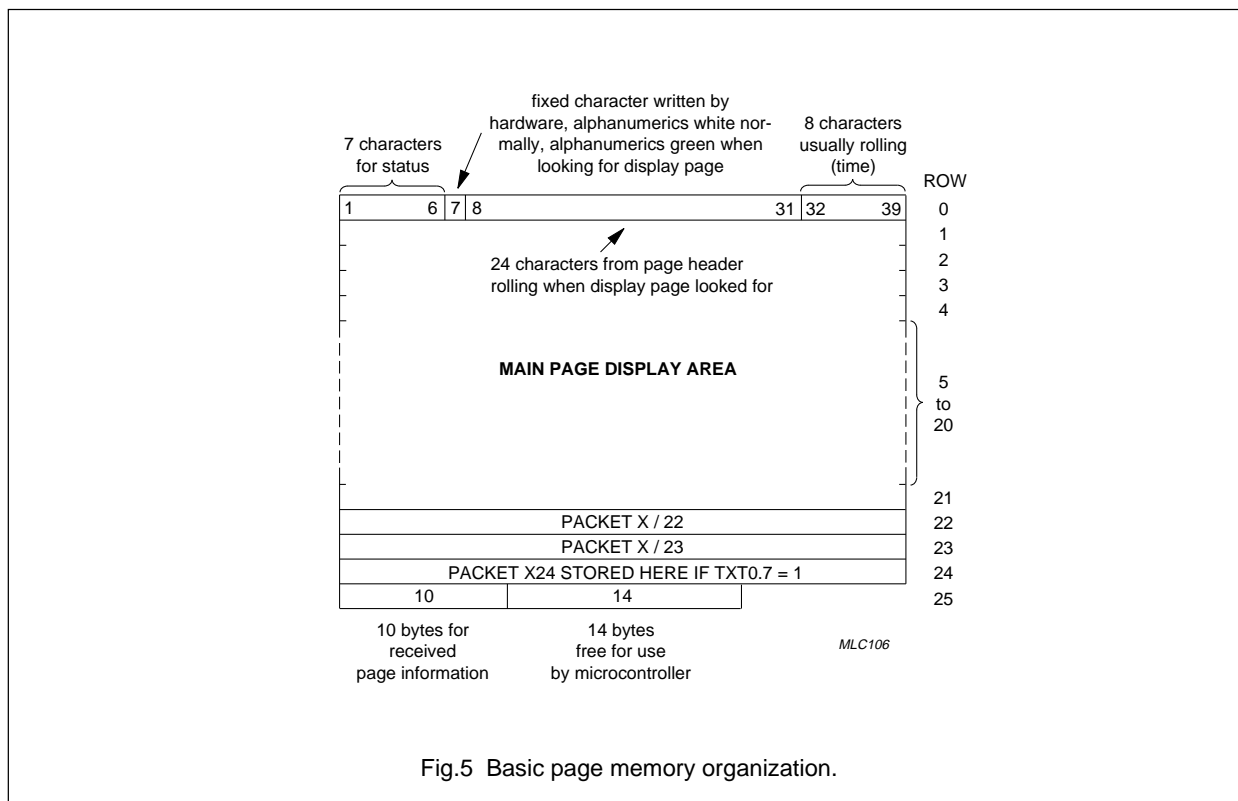 fixed character written by
hardware, alphanumerics white nor-
mally, alphanumerics green when
looking for display page
7 characters
for status
8 characters
usually rolling
(time)
ROW
1 6 7 8 31 32 39 0
1
24 characters from page header
rolling when display page looked for
2
3
4
MAIN PAGE DISPLAY AREA
5
to
20
21
PACKET X / 22 22
PACKET X / 23 23
PACKET X24 STORED HERE IF TXT0.7 = 1 24
10 14 25
10 bytes for
received
page information
14 bytes
free for use
by microcontroller
MLC106
Fig.5 Basic page memory organization.